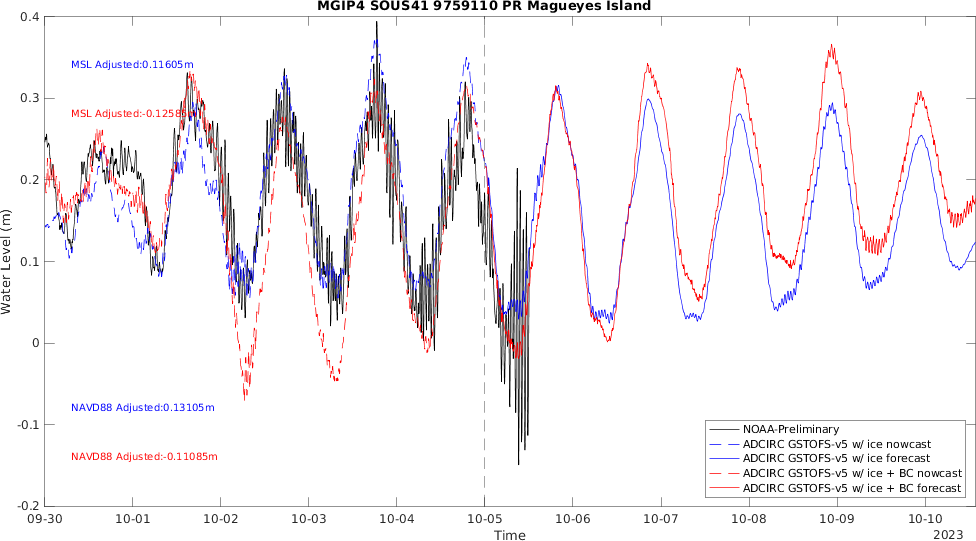 MGIP4 SOUS41 9759110 PR Magueyes Island
Water Level (m)
0.4
0.3
0.2
0.1
0
-0.1
-0.2
MSL Adjusted:0.11605m
MSL Adjusted:-0.12585m
NAVD88 Adjusted:0.13105m
NAVD88 Adjusted:-0.11085m
NOAA-Preliminary
ADCIRC GSTOFS-v5 w/ ice nowcast
ADCIRC GSTOFS-v5 w/ ice forecast
ADCIRC GSTOFS-v5 w/ ice + BC nowcast
ADCIRC GSTOFS-v5 w/ ice + BC forecast
09-30 10-01 10-02 10-03 10-04 10-05 10-06 10-07 10-08 10-09 10-10
Time
2023